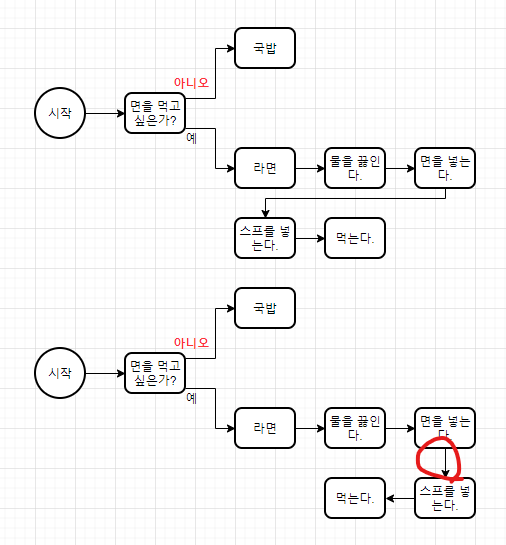 국밥
아니오
시작
면을 먹고
싶은가?
예
라면
물을 끓인
다.
면을 넣는
다.
스프를 넣
는다.
먹는다.
국밥
아니오
시작
면을 먹고
싶은가?
예
라면
물을 끓인
다.
면을 넣는
다.
먹는다.
스프를 넣
는다.